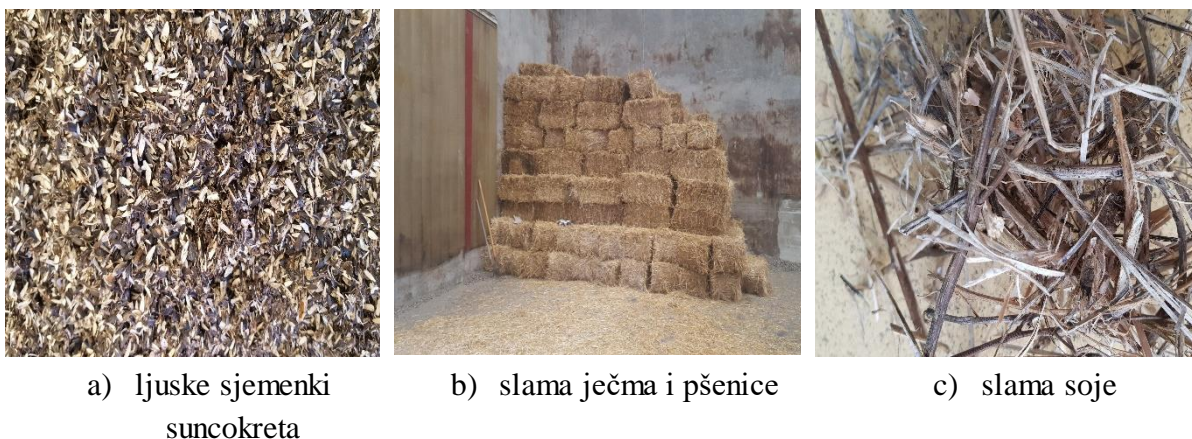 a) ljuske sjemenki
suncokreta
b) slama ječma i pšenice
c) slama soje